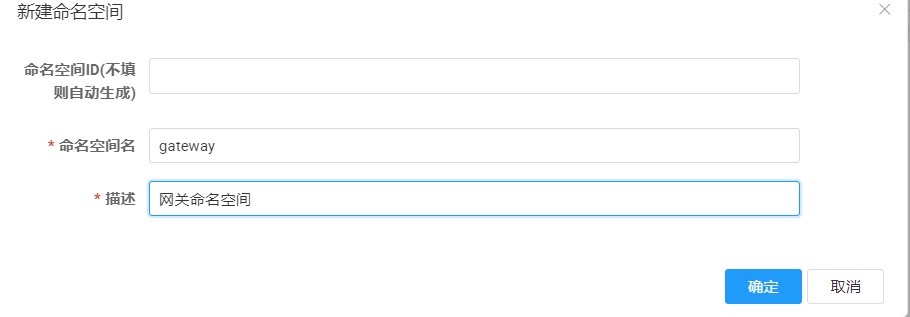 新建命名空间
命名空间ID(不填
则自动生成)
* 命名空间名
gateway
* 描述
网关命名空间
确定
取消